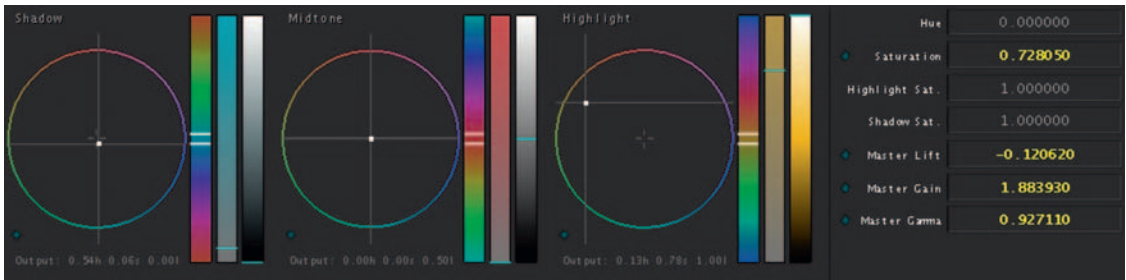 Shadow
Output: 0.54h 0.06s 0.00l
Midtone
Output: 0.00h 0.00s 0.50l
Highlight
Output: 0.13h 0.78s 1.00l
Hue 0.000000
Saturation 0.728050
Highlight Sat. 1.000000
Shadow Sat. 1.000000
Master Lift -0.120620
Master Gain 1.883930
Master Gamma 0.927110